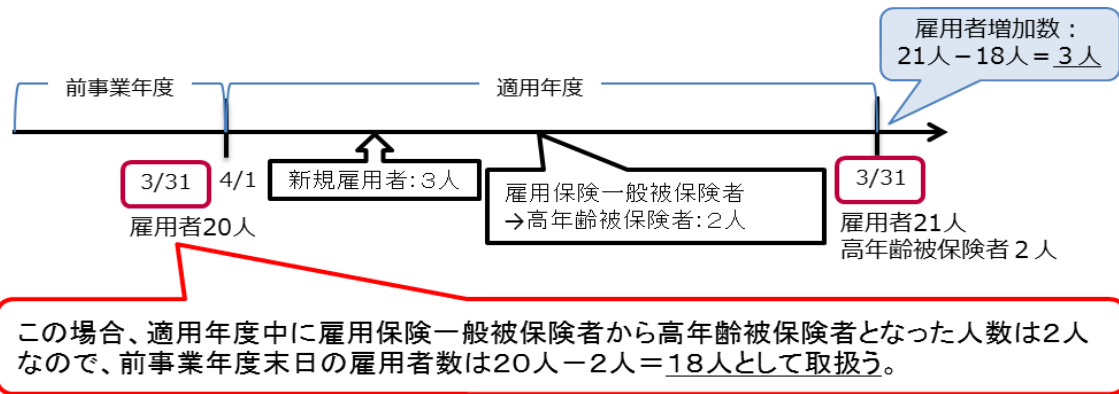 雇用者増加数：
21人－18人＝３人
前事業年度
適用年度
3/31
4/1
新規雇用者：３人
雇用保険一般被保険者
→高年齢被保険者：２人
3/31
雇用者20人
雇用者21人
高年齢被保険者２人
この場合、適用年度中に雇用保険一般被保険者から高年齢被保険者となった人数は２人
なので、前事業年度末日の雇用者数は２０人－２人＝１８人として取扱う。